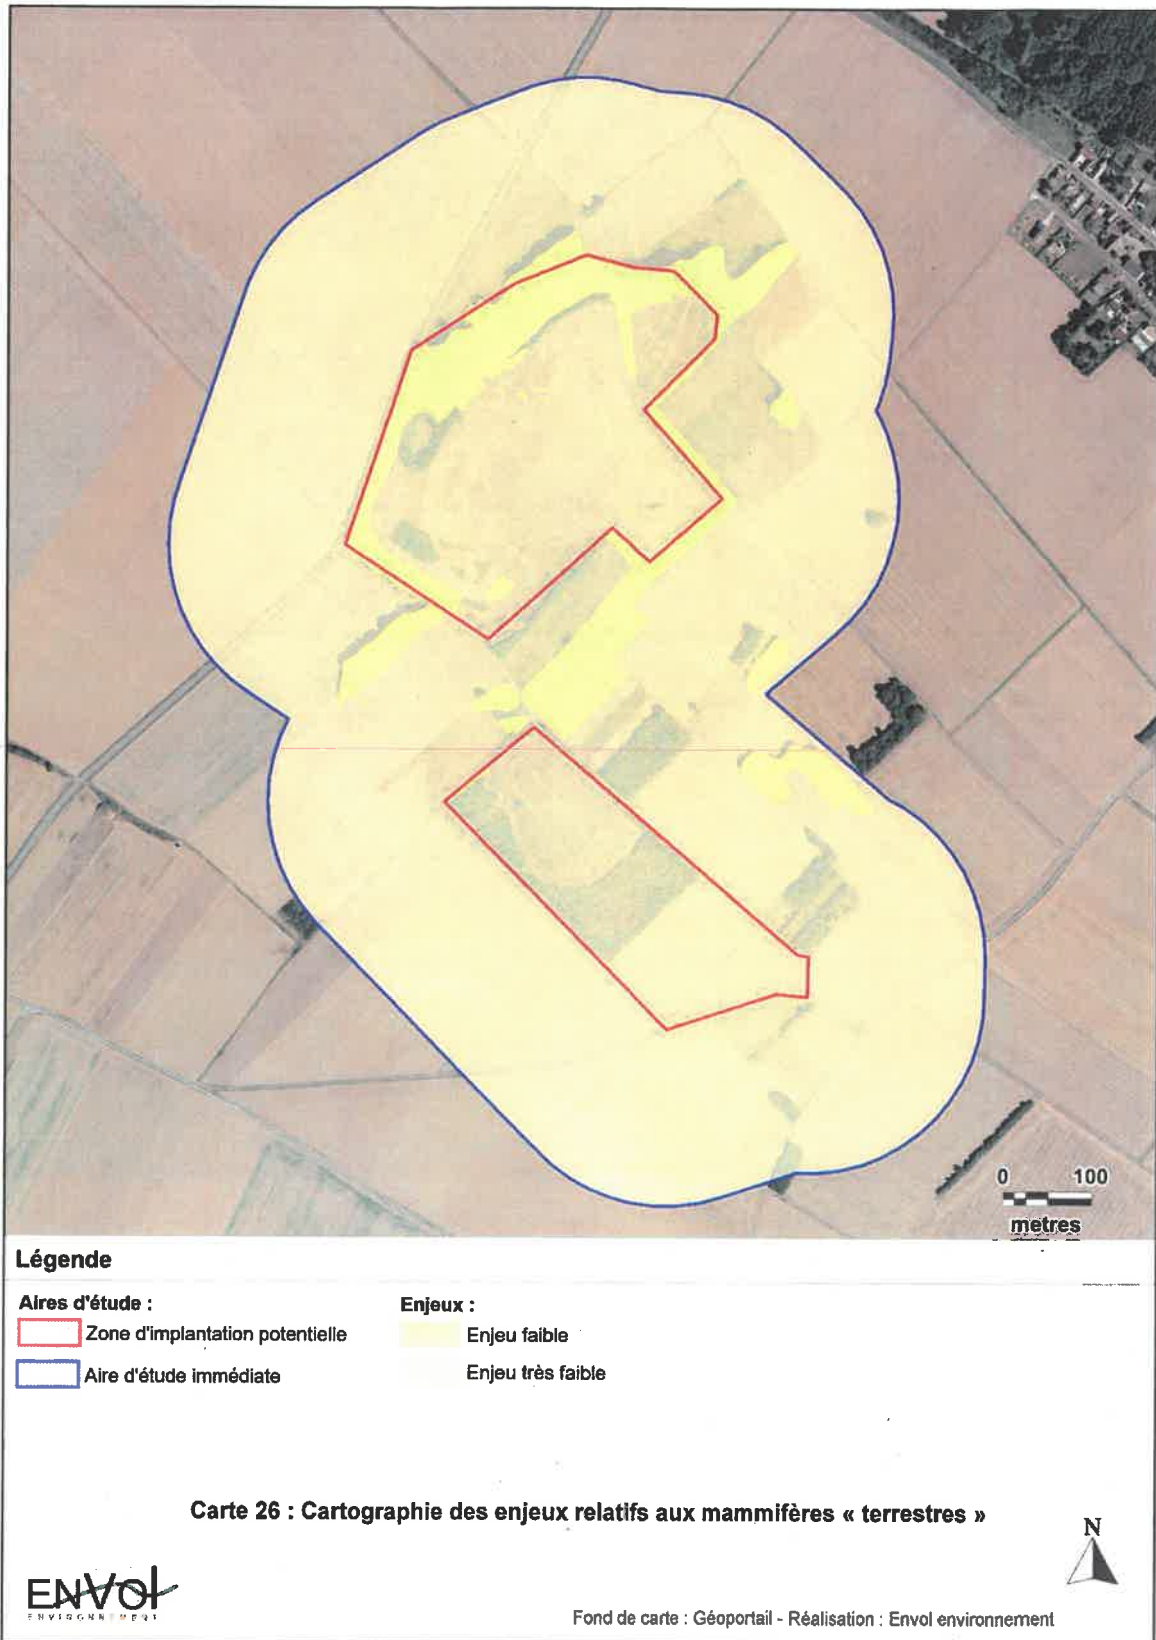 0 100
metres
Légende
Aires d'étude :
Zone d'implantation potentielle
Aire d'étude immédiate
Enjeux :
Enjeu faible
Enjeu très faible
Carte 26 : Cartographie des enjeux relatifs aux mammifères « terrestres »
N
ENVOL
ENVIRONNEMENT
Fond de carte : Géoportail - Réalisation : Envol environnement